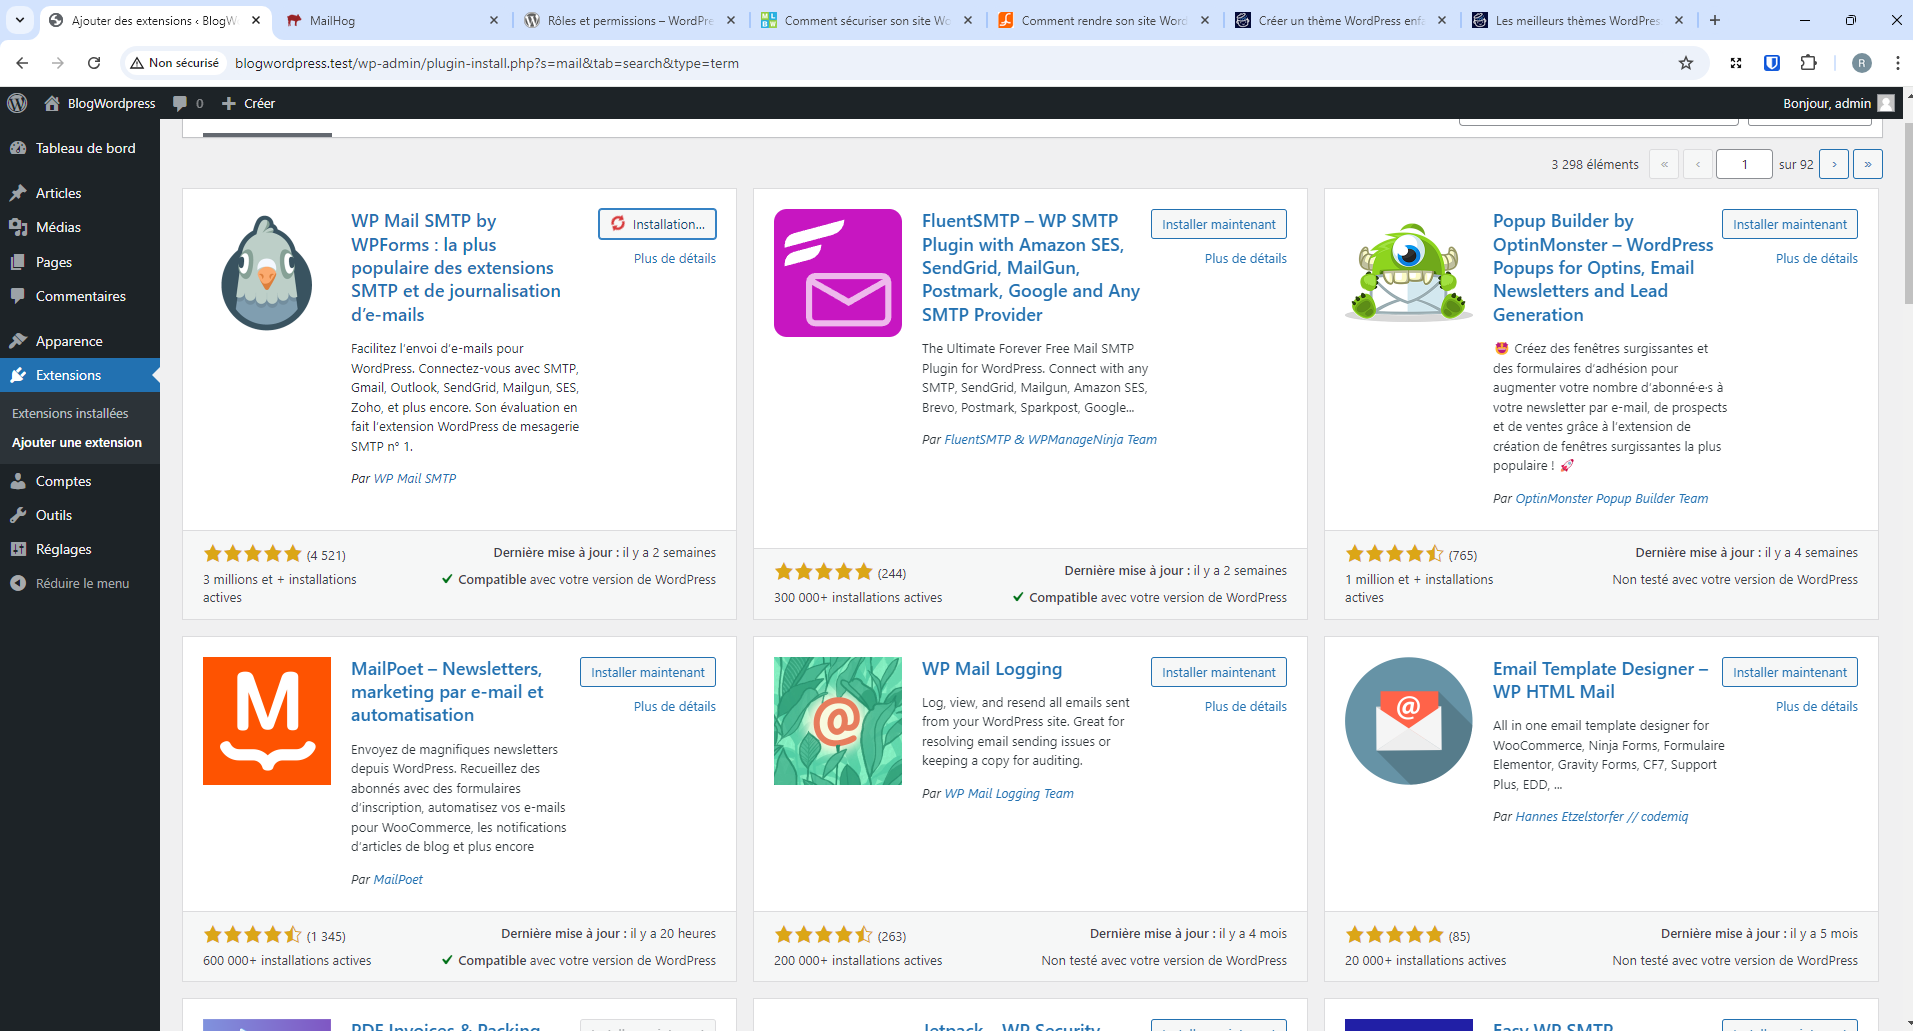 Ajouter des extensions ‹ BlogW
MailHog
Rôles et permissions – WordPre
Comment sécuriser son site Wo
Comment rendre son site Word
Créer un thème WordPress enfa
Les meilleurs thèmes WordPress
Non sécurisé
blogwordpress.test/wp-admin/plugin-install.php?s=mail&tab=search&type=term
R
BlogWordpress
0
Créer
Bonjour, admin
Tableau de bord
Articles
Médias
Pages
Commentaires
Apparence
Extensions
Extensions installées
Ajouter une extension
Comptes
Outils
Réglages
Réduire le menu
3 298 éléments
«
‹
1
sur 92
›
»
WP Mail SMTP by
WPForms : la plus
populaire des extensions
SMTP et de journalisation
d’e-mails
Installation...
Plus de détails
Facilitez l’envoi d’e-mails pour
WordPress. Connectez-vous avec SMTP,
Gmail, Outlook, SendGrid, Mailgun, SES,
Zoho, et plus encore. Son évaluation en
fait l’extension WordPress de mesagerie
SMTP n° 1.
Par WP Mail SMTP
(4 521)
3 millions et + installations
actives
Dernière mise à jour : il y a 2 semaines
Compatible avec votre version de WordPress
FluentSMTP – WP SMTP
Plugin with Amazon SES,
SendGrid, MailGun,
Postmark, Google and Any
SMTP Provider
Installer maintenant
Plus de détails
The Ultimate Forever Free Mail SMTP
Plugin for WordPress. Connect with any
SMTP, SendGrid, Mailgun, Amazon SES,
Brevo, Postmark, Sparkpost, Google...
Par FluentSMTP & WPManageNinja Team
(244)
300 000+ installations actives
Dernière mise à jour : il y a 2 semaines
Compatible avec votre version de WordPress
Popup Builder by
OptinMonster – WordPress
Popups for Optins, Email
Newsletters and Lead
Generation
Installer maintenant
Plus de détails
🤩 Créez des fenêtres surgissantes et
des formulaires d’adhésion pour
augmenter votre nombre d’abonné·e·s à
votre newsletter par e-mail, de prospects
et de ventes grâce à l’extension de
création de fenêtres surgissantes la plus
populaire ! 🚀
Par OptinMonster Popup Builder Team
(765)
1 million et + installations
actives
Dernière mise à jour : il y a 4 semaines
Non testé avec votre version de WordPress
M
MailPoet – Newsletters,
marketing par e-mail et
automatisation
Installer maintenant
Plus de détails
Envoyez de magnifiques newsletters
depuis WordPress. Recueillez des
abonnés avec des formulaires
d’inscription, automatisez vos e-mails
pour WooCommerce, les notifications
d’articles de blog et plus encore
Par MailPoet
(1 345)
600 000+ installations actives
Dernière mise à jour : il y a 20 heures
Compatible avec votre version de WordPress
@
WP Mail Logging
Installer maintenant
Plus de détails
Log, view, and resend all emails sent
from your WordPress site. Great for
resolving email sending issues or
keeping a copy for auditing.
Par WP Mail Logging Team
(263)
200 000+ installations actives
Dernière mise à jour : il y a 4 mois
Non testé avec votre version de WordPress
@
Email Template Designer –
WP HTML Mail
Installer maintenant
Plus de détails
All in one email template designer for
WooCommerce, Ninja Forms, Formulaire
Elementor, Gravity Forms, CF7, Support
Plus, EDD, ...
Par Hannes Etzelstorfer // codemiq
(85)
20 000+ installations actives
Dernière mise à jour : il y a 5 mois
Non testé avec votre version de WordPress
PDF Invoices & Packing
Jetpack – WP Security
Easy WP SMTP